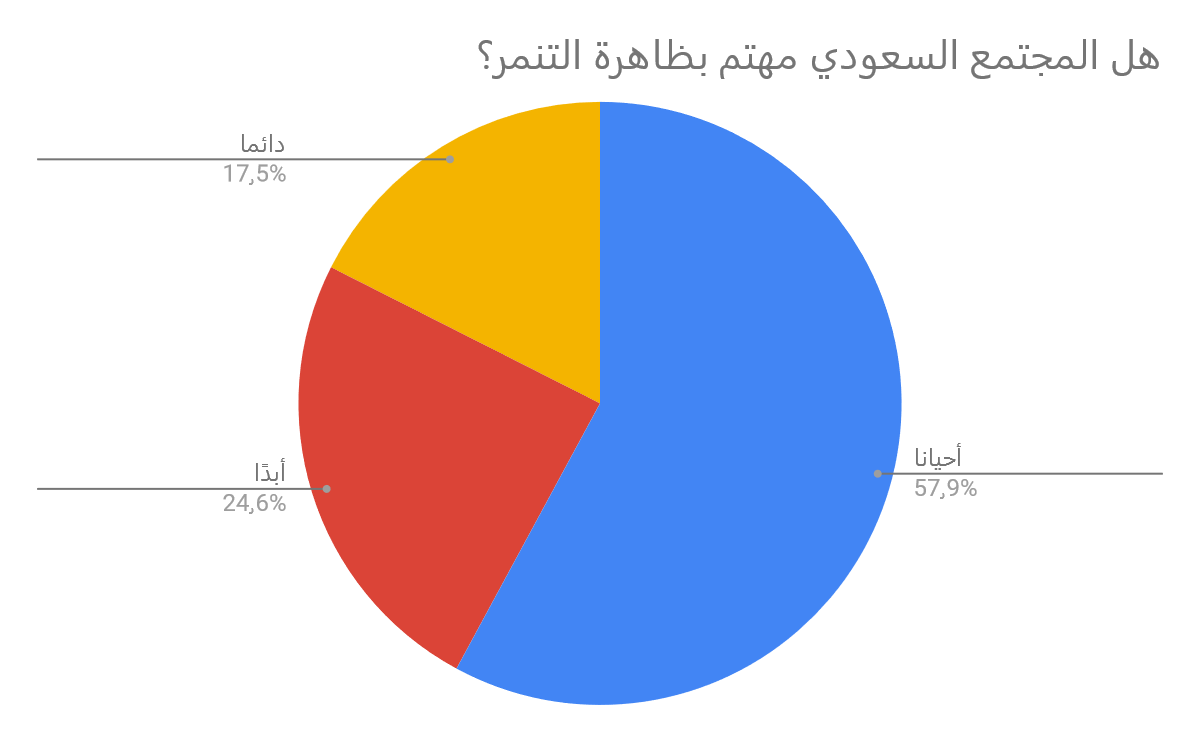 هل المجتمع السعودي مهتم بظاهرة التنمر؟
دائما
17٫5%
أحيانا
57٫9%
أبدًا
24٫6%